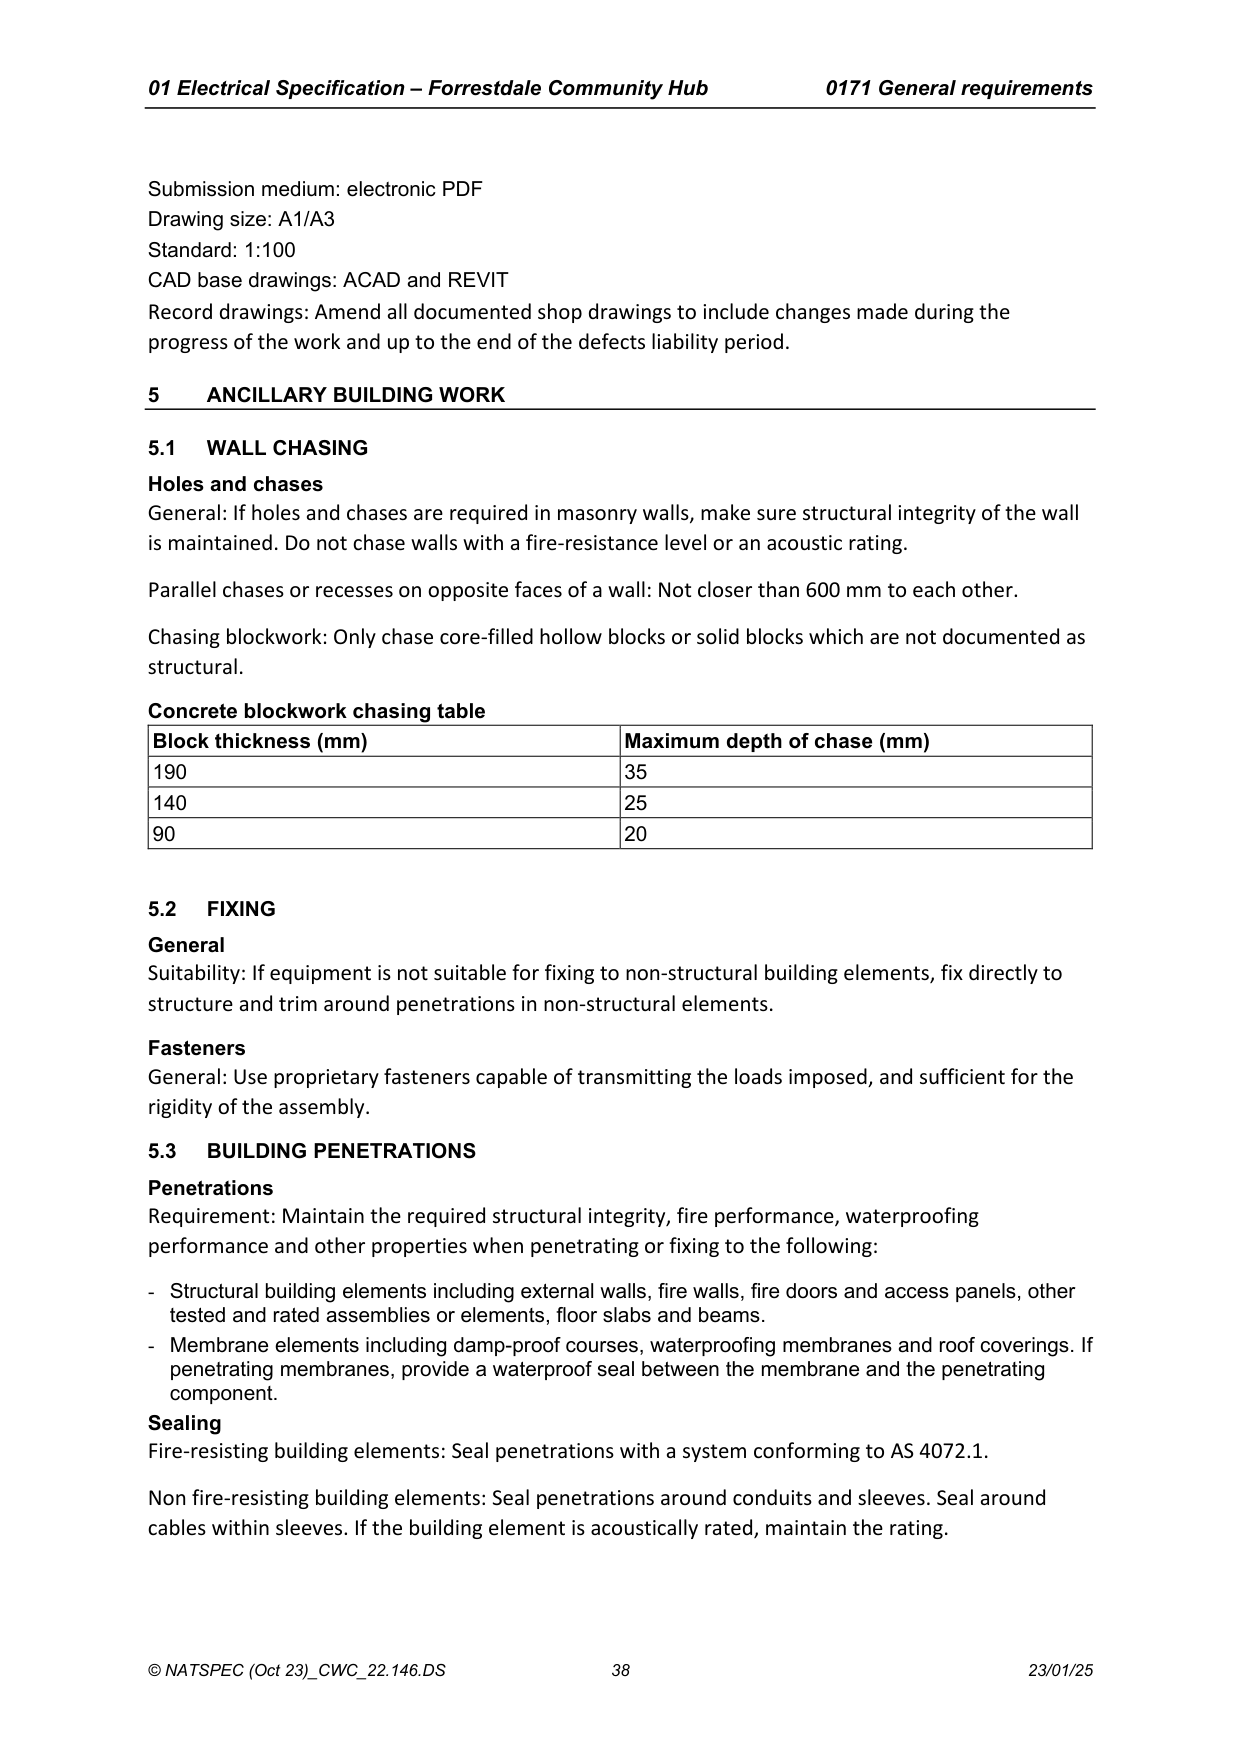 01 Electrical Specification – Forrestdale Community Hub 0171 General requirements
Submission medium: electronic PDF
Drawing size: A1/A3
Standard: 1:100
CAD base drawings: ACAD and REVIT
Record drawings: Amend all documented shop drawings to include changes made during the
progress of the work and up to the end of the defects liability period.
5 ANCILLARY BUILDING WORK
5.1 WALL CHASING
Holes and chases
General: If holes and chases are required in masonry walls, make sure structural integrity of the wall
is maintained. Do not chase walls with a fire-resistance level or an acoustic rating.
Parallel chases or recesses on opposite faces of a wall: Not closer than 600 mm to each other.
Chasing blockwork: Only chase core-filled hollow blocks or solid blocks which are not documented as
structural.
Concrete blockwork chasing table
Block thickness (mm) Maximum depth of chase (mm)
190 35
140 25
90 20
5.2 FIXING
General
Suitability: If equipment is not suitable for fixing to non-structural building elements, fix directly to
structure and trim around penetrations in non-structural elements.
Fasteners
General: Use proprietary fasteners capable of transmitting the loads imposed, and sufficient for the
rigidity of the assembly.
5.3 BUILDING PENETRATIONS
Penetrations
Requirement: Maintain the required structural integrity, fire performance, waterproofing
performance and other properties when penetrating or fixing to the following:
- Structural building elements including external walls, fire walls, fire doors and access panels, other
tested and rated assemblies or elements, floor slabs and beams.
- Membrane elements including damp-proof courses, waterproofing membranes and roof coverings. If
penetrating membranes, provide a waterproof seal between the membrane and the penetrating
component.
Sealing
Fire-resisting building elements: Seal penetrations with a system conforming to AS 4072.1.
Non fire-resisting building elements: Seal penetrations around conduits and sleeves. Seal around
cables within sleeves. If the building element is acoustically rated, maintain the rating.
© NATSPEC (Oct 23)_CWC_22.146.DS 38 23/01/25